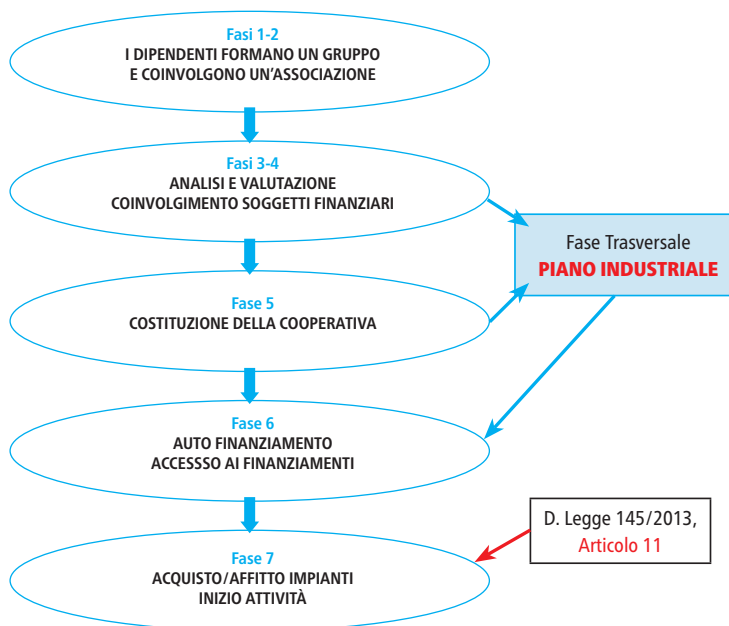 Fasi 1-2
I DIPENDENTI FORMANO UN GRUPPO
E COINVOLGONO UN'ASSOCIAZIONE
Fasi 3-4
ANALISI E VALUTAZIONE
COINVOLGIMENTO SOGGETTI FINANZIARI
Fase Trasversale
PIANO INDUSTRIALE
Fase 5
COSTITUZIONE DELLA COOPERATIVA
Fase 6
AUTO FINANZIAMENTO
ACCESSSO AI FINANZIAMENTI
D. Legge 145/2013,
Articolo 11
Fase 7
ACQUISTO/AFFITTO IMPIANTI
INIZIO ATTIVITÀ